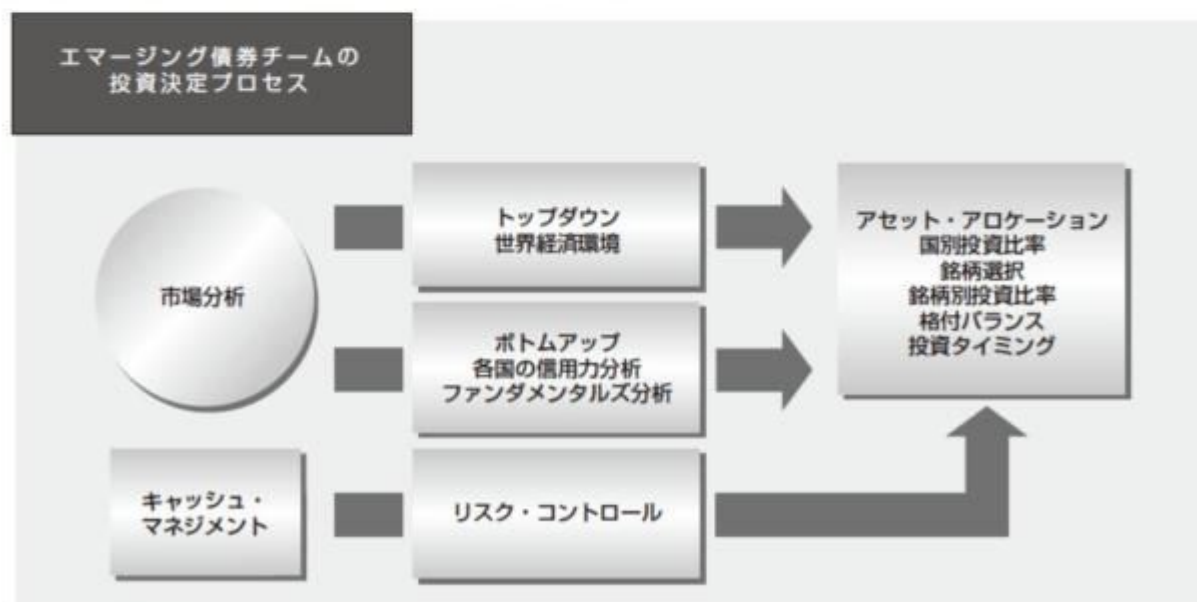 エマージング債券チームの
投資決定プロセス
市場分析
トップダウン
世界経済環境
ボトムアップ
各国の信用力分析
ファンダメンタルズ分析
キャッシュ・
マネジメント
リスク・コントロール
アセット・アロケーション
国別投資比率
銘柄選択
銘柄別投資比率
格付バランス
投資タイミング